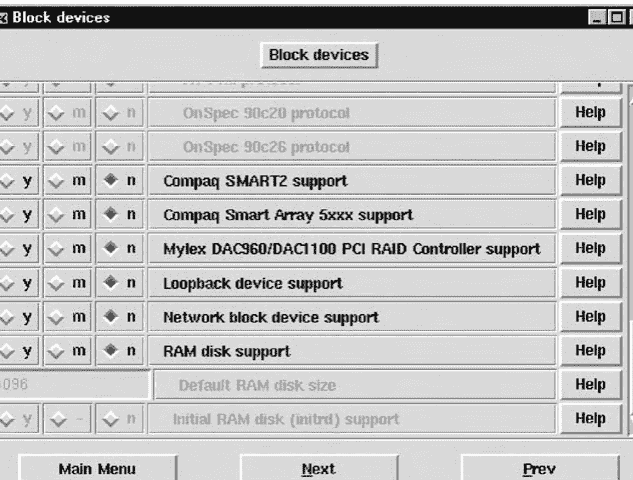 Block devices
Block devices
y m n OnSpec 90c20 protocol Help
y m n OnSpec 90c26 protocol Help
y m n Compaq SMART2 support Help
y m n Compaq Smart Array 5xxx support Help
y m n Mylex DAC960/DAC1100 PCI RAID Controller support Help
y m n Loopback device support Help
y m n Network block device support Help
y m n RAM disk support Help
096 Default RAM disk size Help
y - n Initial RAM disk (initrd) support Help
Main Menu Next Prev